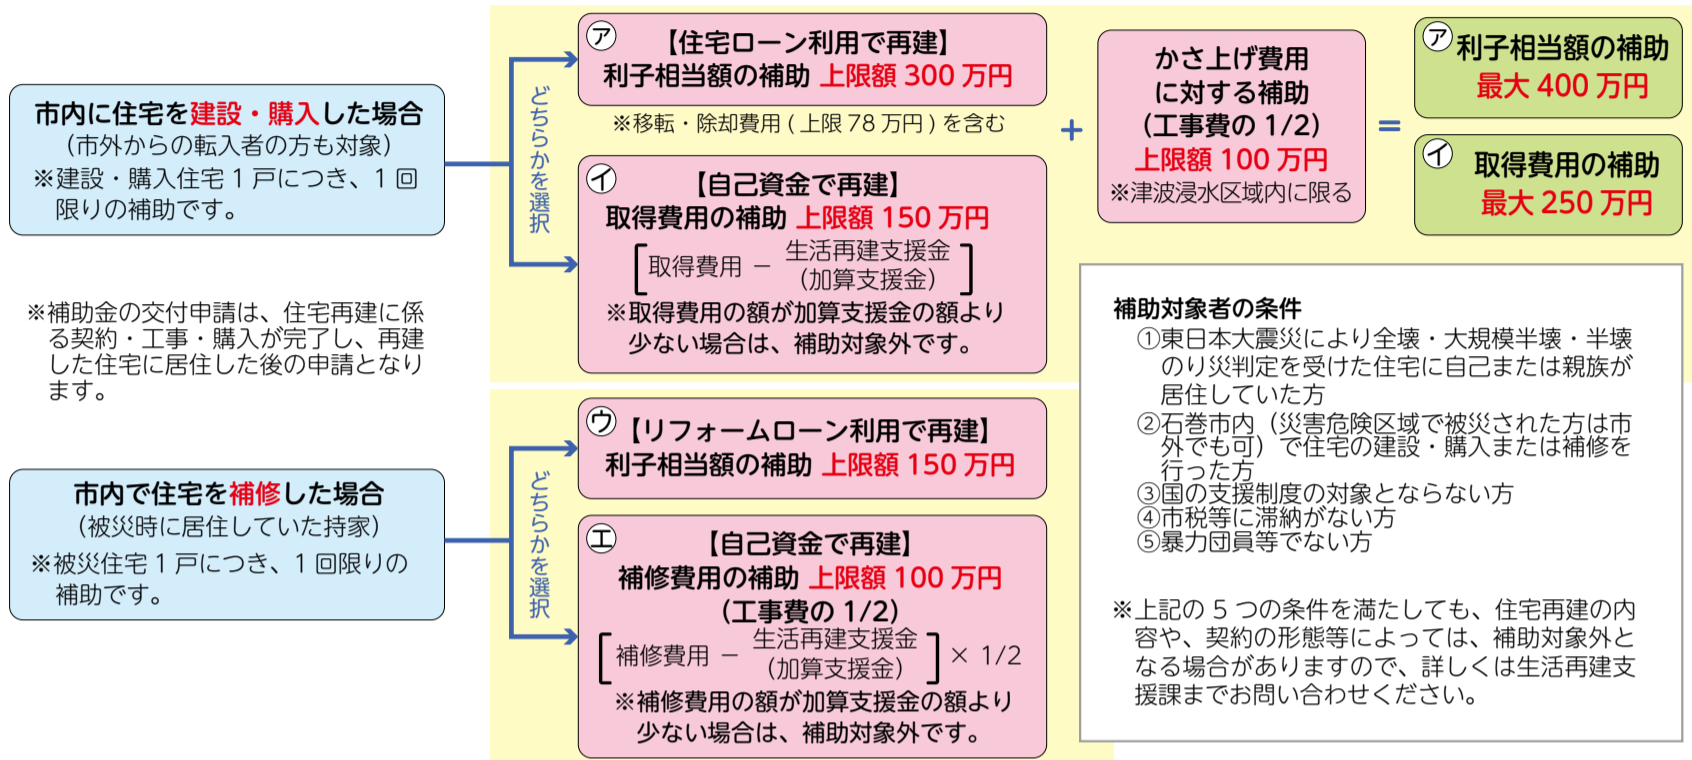 市内に住宅を建設・購入した場合
（市外からの転入者の方も対象）
※建設・購入住宅１戸につき、１回
限りの補助です。
※補助金の交付申請は、住宅再建に係
る契約・工事・購入が完了し、再建
した住宅に居住した後の申請となり
ます。
どちらかを選択
ア
【住宅ローン利用で再建】
利子相当額の補助 上限額 300 万円
※移転・除却費用 ( 上限 78 万円 ) を含む
イ
【自己資金で再建】
取得費用の補助 上限額 150 万円
［取得費用 － 生活再建支援金
（加算支援金）］
※取得費用の額が加算支援金の額より
少ない場合は、補助対象外です。
＋
かさ上げ費用
に対する補助
（工事費の 1/2）
上限額 100 万円
※津波浸水区域内に限る
＝
ア
利子相当額の補助
最大 400 万円
イ
取得費用の補助
最大 250 万円
市内で住宅を補修した場合
（被災時に居住していた持家）
※被災住宅１戸につき、１回限りの
補助です。
どちらかを選択
ウ
【リフォームローン利用で再建】
利子相当額の補助 上限額 150 万円
エ
【自己資金で再建】
補修費用の補助 上限額 100 万円
（工事費の 1/2）
［補修費用 － 生活再建支援金
（加算支援金）］× 1/2
※補修費用の額が加算支援金の額より
少ない場合は、補助対象外です。
補助対象者の条件
①東日本大震災により全壊・大規模半壊・半壊
のり災判定を受けた住宅に自己または親族が
居住していた方
②石巻市内（災害危険区域で被災された方は市
外でも可）で住宅の建設・購入または補修を
行った方
③国の支援制度の対象とならない方
④市税等に滞納がない方
⑤暴力団員等でない方
※上記の 5 つの条件を満たしても、住宅再建の内
容や、契約の形態等によっては、補助対象外と
なる場合がありますので、詳しくは生活再建支
援課までお問い合わせください。